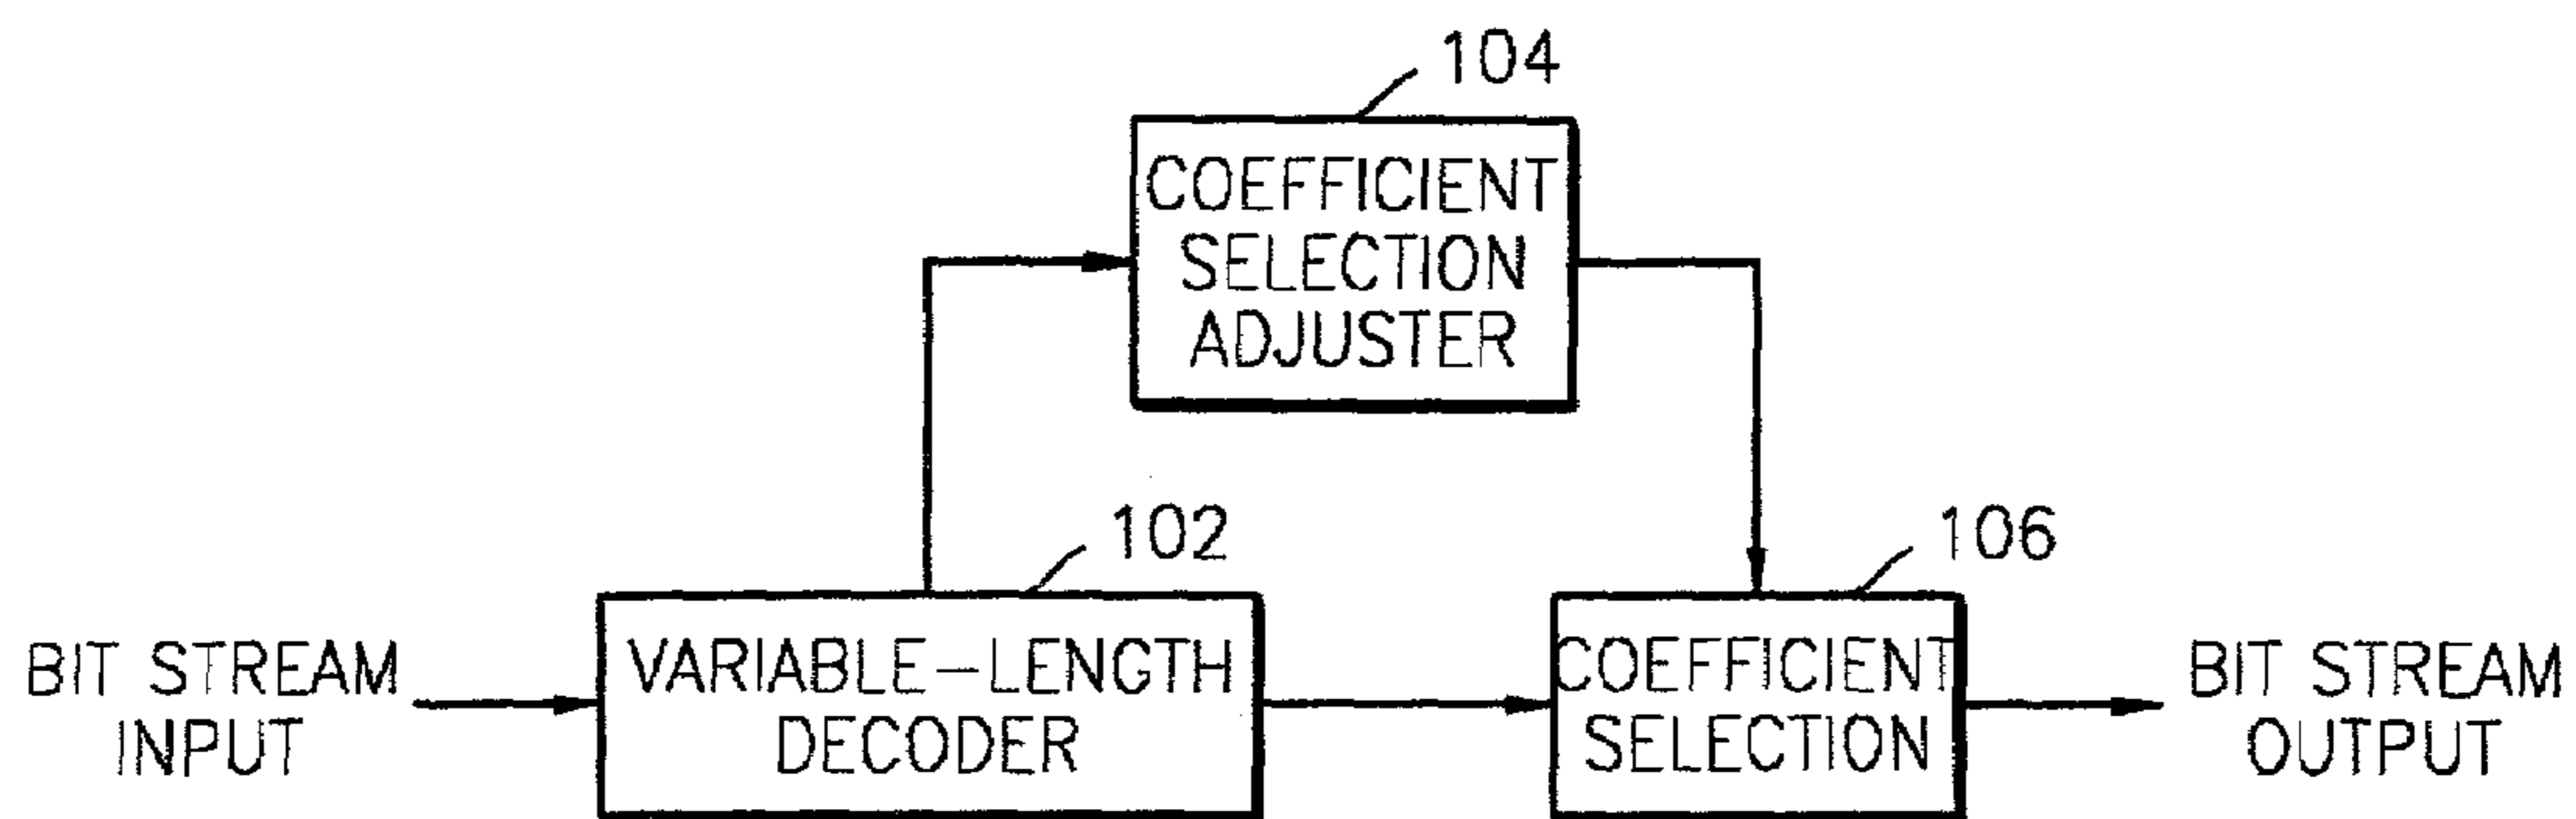 104
COEFFICIENT
SELECTION
ADJUSTER
102
106
BIT STREAM
INPUT
VARIABLE-LENGTH
DECODER
COEFFICIENT
SELECTION
BIT STREAM
OUTPUT